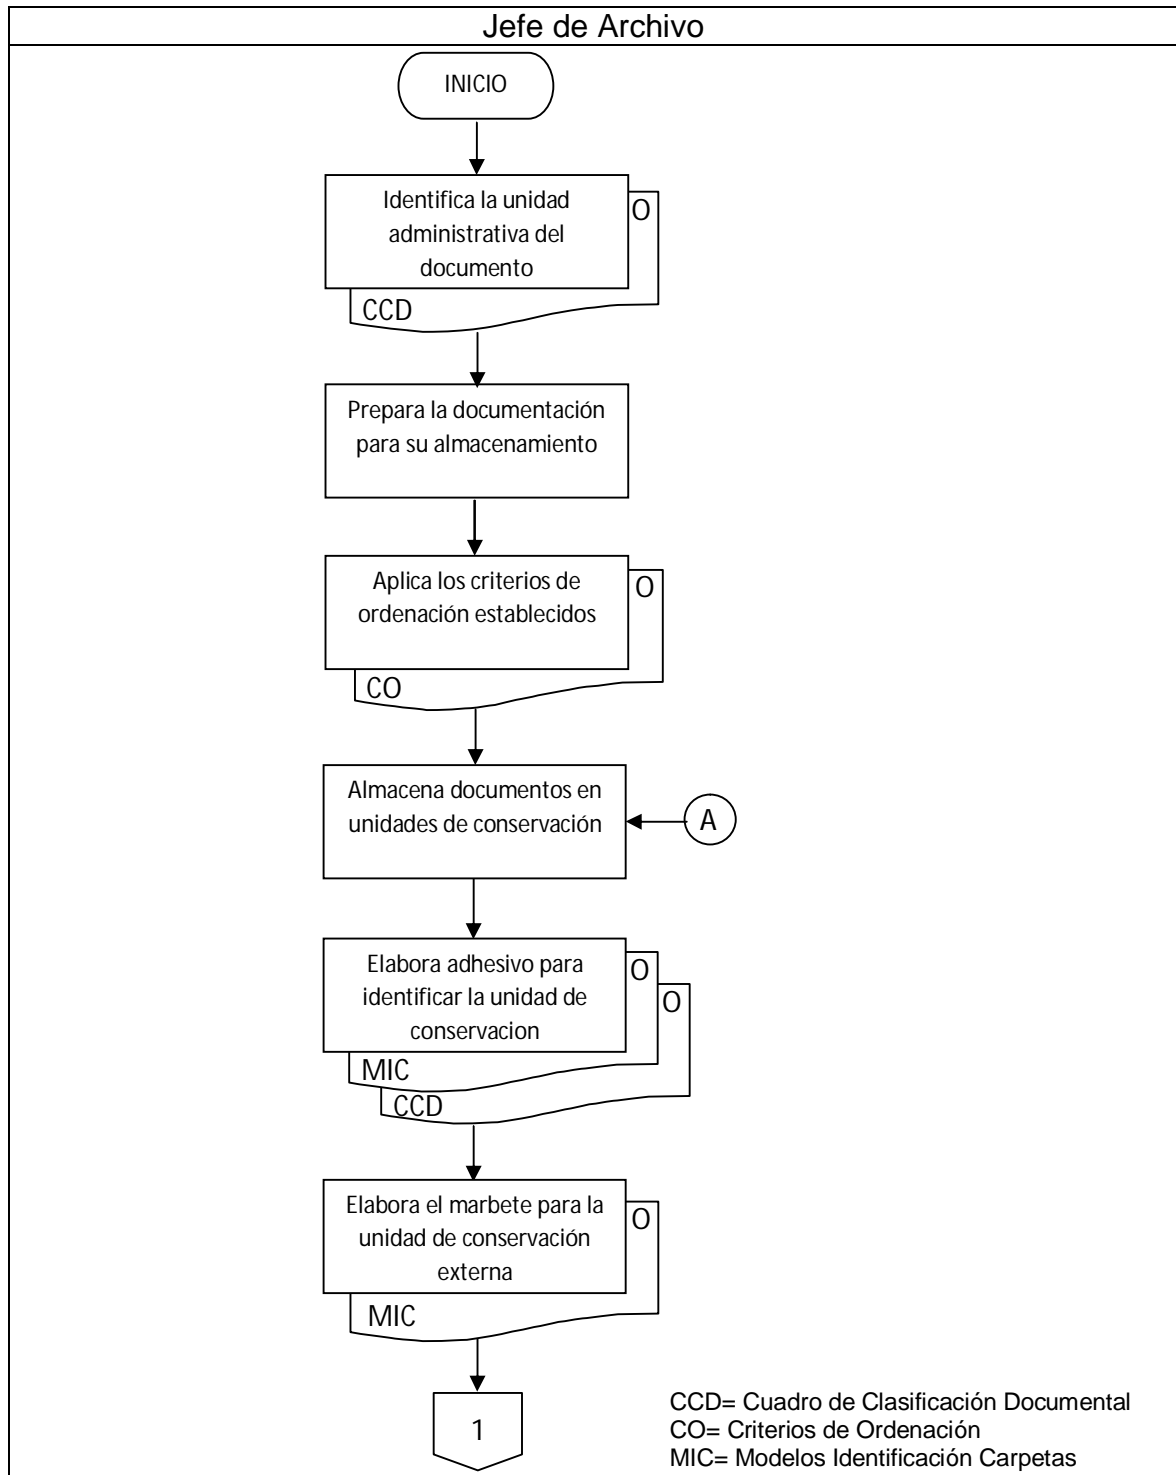 Jefe de Archivo
INICIO
Identifica la unidad
administrativa del
documento
O
CCD
Prepara la documentación
para su almacenamiento
Aplica los criterios de
ordenación establecidos
O
CO
Almacena documentos en
unidades de conservación
A
Elabora adhesivo para
identificar la unidad de
conservacion
O
O
MIC
CCD
Elabora el marbete para la
unidad de conservación
externa
O
MIC
1
CCD= Cuadro de Clasificación Documental
CO= Criterios de Ordenación
MIC= Modelos Identificación Carpetas